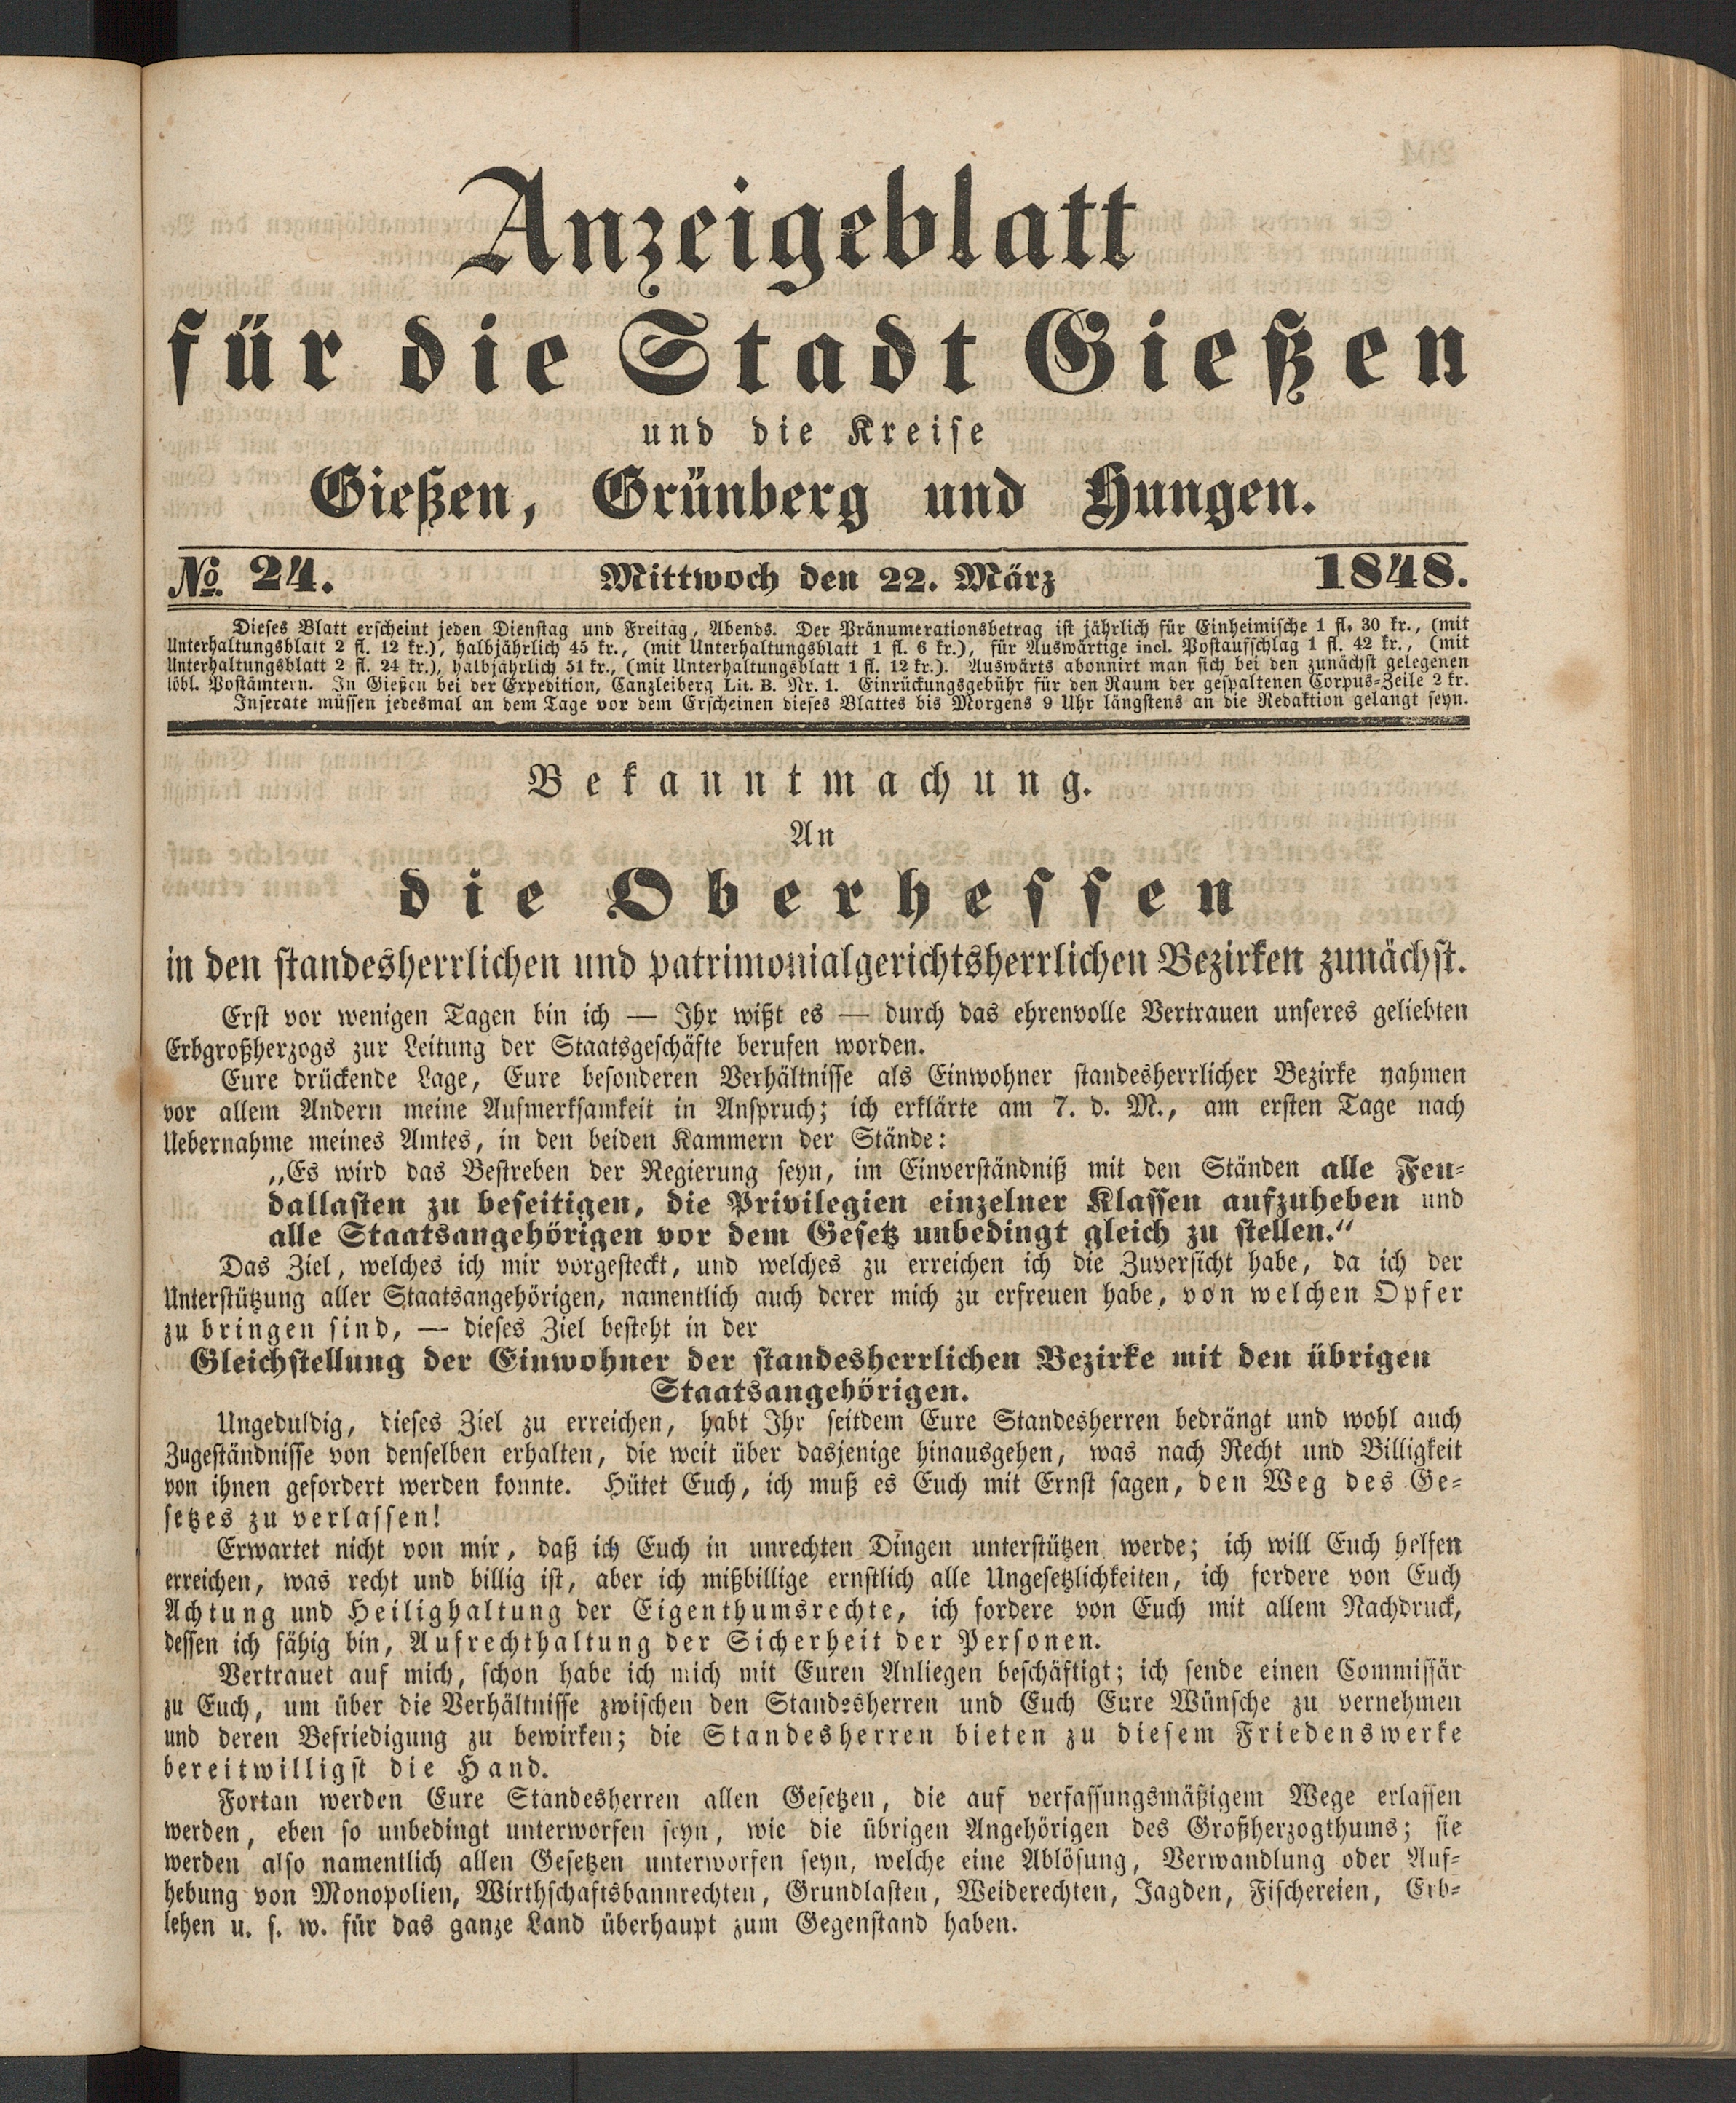 Anzeigeblatt
für die Stadt Gießen
und die Kreise
Gießen, Grünberg und Hungen.
№ 24. Mittwoch den 22. März 1848.
Dieses Blatt erscheint jeden Dienstag und Freitag, Abends. Der Pränumerationsbetrag ist jährlich für Einheimische 1 fl. 30 kr., (mit
Unterhaltungsblatt 2 fl. 12 kr.), halbjährlich 45 kr., (mit Unterhaltungsblatt 1 fl. 6 kr.), für Auswärtige incl. Postaufschlag 1 fl. 42 kr., (mit
Unterhaltungsblatt 2 fl. 24 kr.), halbjährlich 51 kr., (mit Unterhaltungsblatt 1 fl. 12 kr.). Auswärts abonnirt man sich bei den zunächst gelegenen
löbl. Postämtern. In Gießen bei der Expedition, Canzleiberg Lit. B. Nr. 1. Einrückungsgebühr für den Raum der gespaltenen Corpus-Zeile 2 kr.
Inserate müssen jedesmal an dem Tage vor dem Erscheinen dieses Blattes bis Morgens 9 Uhr längstens an die Redaktion gelangt seyn.
Bekanntmachung.
An
die Oberhessen
in den standesherrlichen und patrimonialgerichtsherrlichen Bezirken zunächst.
Erst vor wenigen Tagen bin ich — Ihr wißt es — durch das ehrenvolle Vertrauen unseres geliebten
Erbgroßherzogs zur Leitung der Staatsgeschäfte berufen worden.
Eure drückende Lage, Eure besonderen Verhältnisse als Einwohner standesherrlicher Bezirke nahmen
vor allem Andern meine Aufmerksamkeit in Anspruch; ich erklärte am 7. d. M., am ersten Tage nach
Uebernahme meines Amtes, in den beiden Kammern der Stände:
„Es wird das Bestreben der Regierung seyn, im Einverständniß mit den Ständen alle Feu-
dallasten zu beseitigen, die Privilegien einzelner Klassen aufzuheben und
alle Staatsangehörigen vor dem Gesetz unbedingt gleich zu stellen.“
Das Ziel, welches ich mir vorgesteckt, und welches zu erreichen ich die Zuversicht habe, da ich der
Unterstützung aller Staatsangehörigen, namentlich auch derer mich zu erfreuen habe, von welchen Opfer
zu bringen sind, — dieses Ziel besteht in der
Gleichstellung der Einwohner der standesherrlichen Bezirke mit den übrigen
Staatsangehörigen.
Ungeduldig, dieses Ziel zu erreichen, habt Ihr seitdem Eure Standesherren bedrängt und wohl auch
Zugeständnisse von denselben erhalten, die weit über dasjenige hinausgehen, was nach Recht und Billigkeit
von ihnen gefordert werden konnte. Hütet Euch, ich muß es Euch mit Ernst sagen, den Weg des Ge-
setzes zu verlassen!
Erwartet nicht von mir, daß ich Euch in unrechten Dingen unterstützen werde; ich will Euch helfen
erreichen, was recht und billig ist, aber ich mißbillige ernstlich alle Ungesetzlichkeiten, ich fordere von Euch
Achtung und Heilighaltung der Eigenthumsrechte, ich fordere von Euch mit allem Nachdruck,
dessen ich fähig bin, Aufrechthaltung der Sicherheit der Personen.
Vertrauet auf mich, schon habe ich mich mit Euren Anliegen beschäftigt; ich sende einen Commissär
zu Euch, um über die Verhältnisse zwischen den Standesherren und Euch Eure Wünsche zu vernehmen
und deren Befriedigung zu bewirken; die Standesherren bieten zu diesem Friedenswerke
bereitwilligst die Hand.
Fortan werden Eure Standesherren allen Gesetzen, die auf verfassungsmäßigem Wege erlassen
werden, eben so unbedingt unterworfen seyn, wie die übrigen Angehörigen des Großherzogthums; sie
werden also namentlich allen Gesetzen unterworfen seyn, welche eine Ablösung, Verwandlung oder Auf-
hebung von Monopolien, Wirthschaftsbannrechten, Grundlasten, Weiderechten, Jagden, Fischereien, Erb-
lehen u. s. w. für das ganze Land überhaupt zum Gegenstand haben.